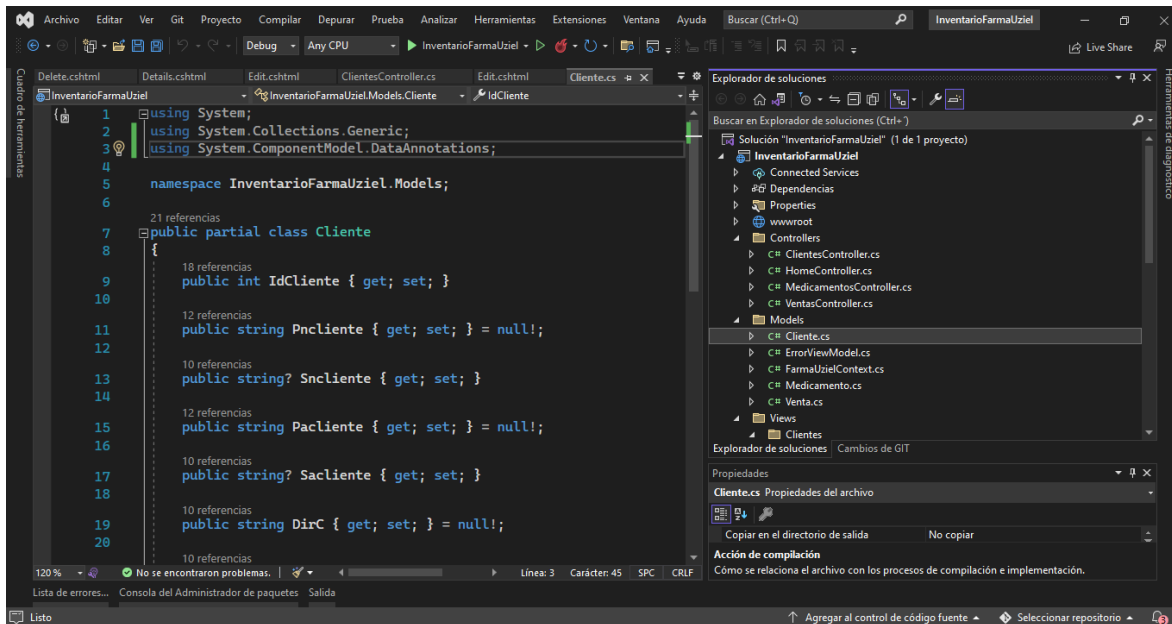 Archivo Editar Ver Git Proyecto Compilar Depurar Prueba Analizar Herramientas Extensiones Ventana Ayuda Buscar (Ctrl+Q) InventarioFarmaUziel
Debug Any CPU InventarioFarmaUziel Live Share
Cuadro de herramientas
Delete.cshtml Details.cshtml Edit.cshtml ClientesController.cs Edit.cshtml Cliente.cs
InventarioFarmaUziel InventarioFarmaUziel.Models.Cliente IdCliente
1 using System;
2 using System.Collections.Generic;
3 using System.ComponentModel.DataAnnotations;
4
5 namespace InventarioFarmaUziel.Models;
6
21 referencias
7 public partial class Cliente
8 {
18 referencias
9 public int IdCliente { get; set; }
10
12 referencias
11 public string Pncliente { get; set; } = null!;
12
10 referencias
13 public string? Sncliente { get; set; }
14
12 referencias
15 public string Pacliente { get; set; } = null!;
16
10 referencias
17 public string? Sacliente { get; set; }
18
10 referencias
19 public string DirC { get; set; } = null!;
20
10 referencias
120 % No se encontraron problemas. Línea: 3 Carácter: 45 SPC CRLF
Lista de errores... Consola del Administrador de paquetes Salida
Explorador de soluciones
Buscar en Explorador de soluciones (Ctrl+´)
Solución "InventarioFarmaUziel" (1 de 1 proyecto)
InventarioFarmaUziel
Connected Services
Dependencias
Properties
wwwroot
Controllers
C# ClientesController.cs
C# HomeController.cs
C# MedicamentosController.cs
C# VentasController.cs
Models
C# Cliente.cs
C# ErrorViewModel.cs
C# FarmaUzielContext.cs
C# Medicamento.cs
C# Venta.cs
Views
Clientes
Explorador de soluciones Cambios de GIT
Propiedades
Cliente.cs Propiedades del archivo
Copiar en el directorio de salida No copiar
Acción de compilación
Cómo se relaciona el archivo con los procesos de compilación e implementación.
Herramientas de diagnóstico
Listo Agregar al control de código fuente Seleccionar repositorio 3